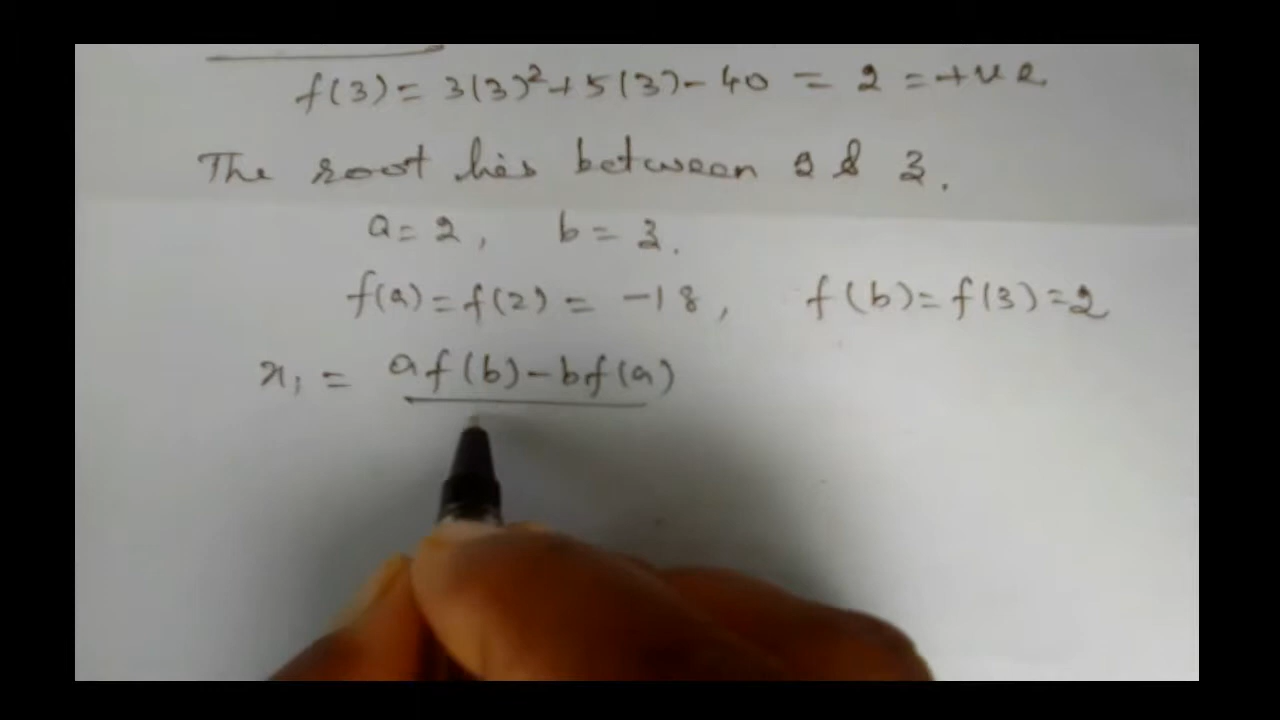 f(3) = 3(3)²+5(3)-40 = 2 = +ve
The root lies between 2 & 3.
a = 2, b = 3.
f(a) = f(2) = -18, f(b) = f(3) = 2
x₁ = af(b)-bf(a)